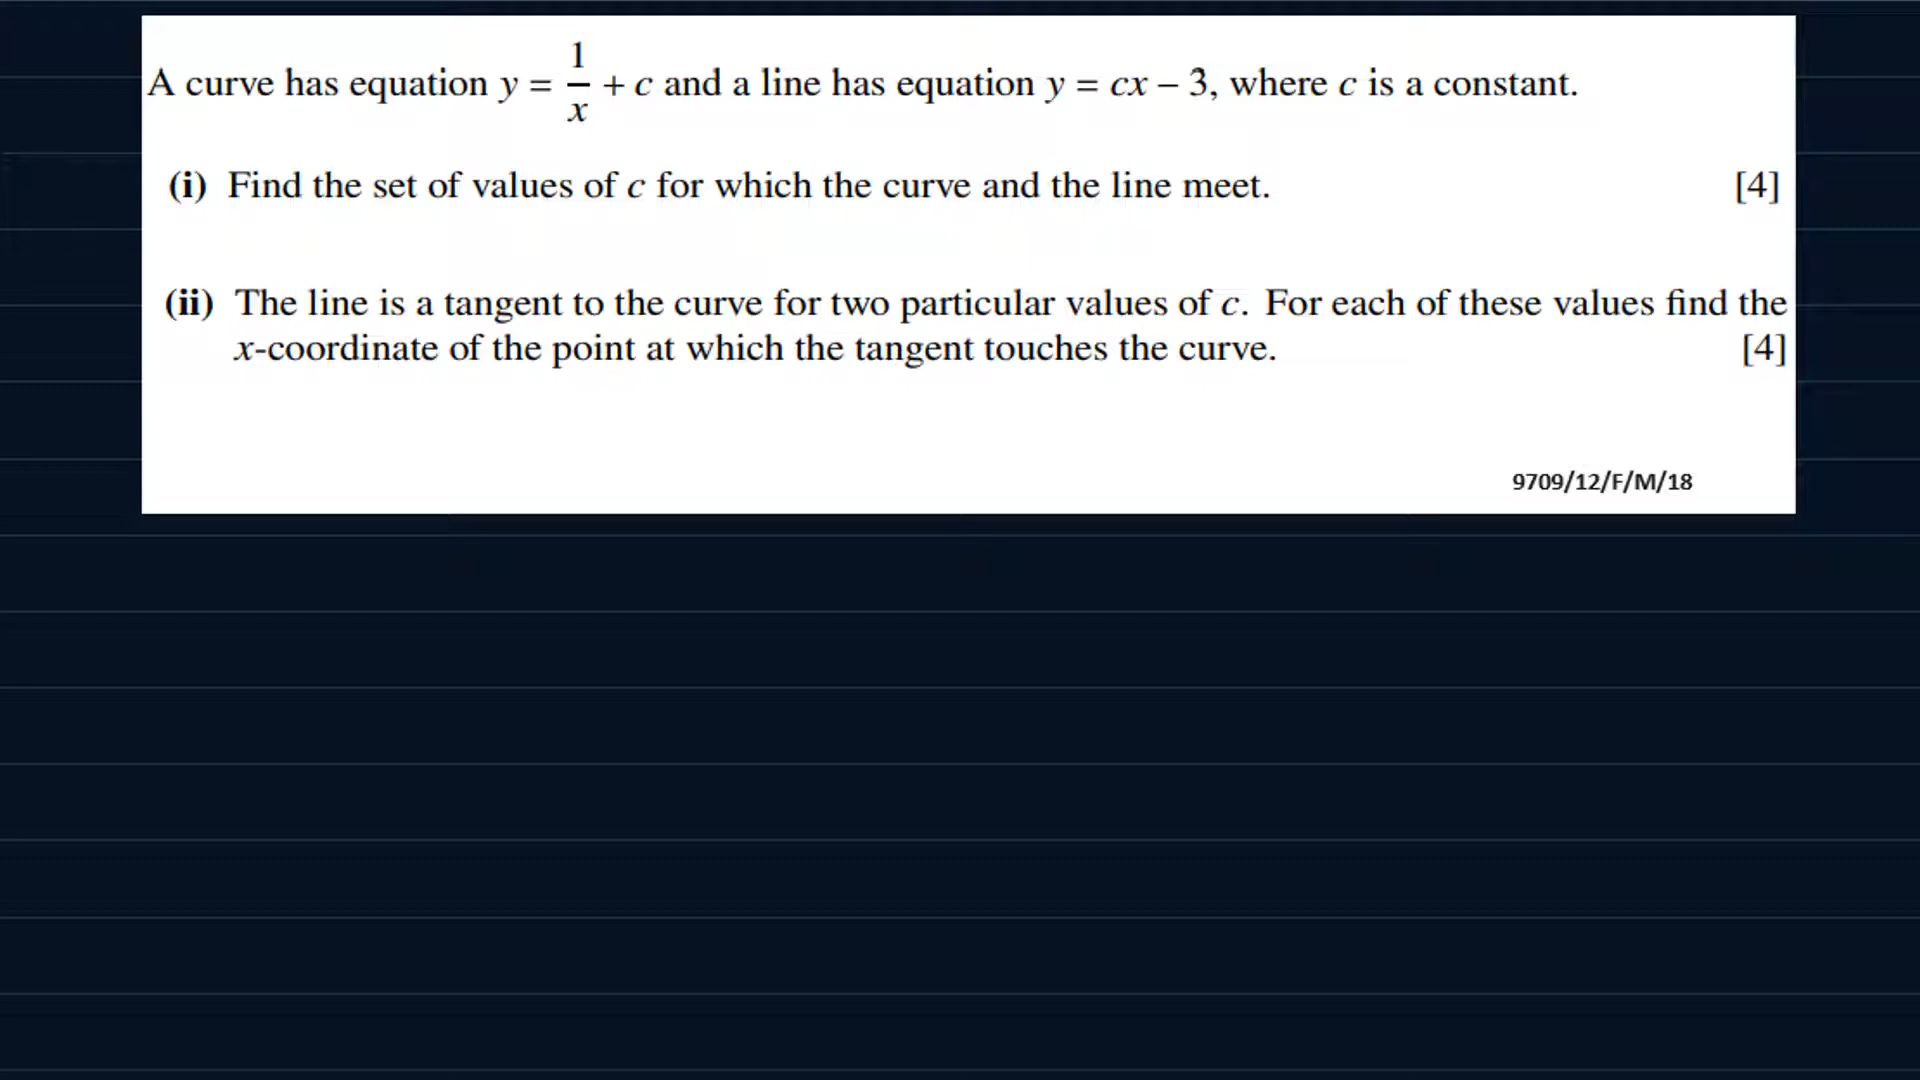 A curve has equation y = 1/x + c and a line has equation y = cx − 3, where c is a constant.
(i) Find the set of values of c for which the curve and the line meet. [4]
(ii) The line is a tangent to the curve for two particular values of c. For each of these values find the
x-coordinate of the point at which the tangent touches the curve. [4]
9709/12/F/M/18